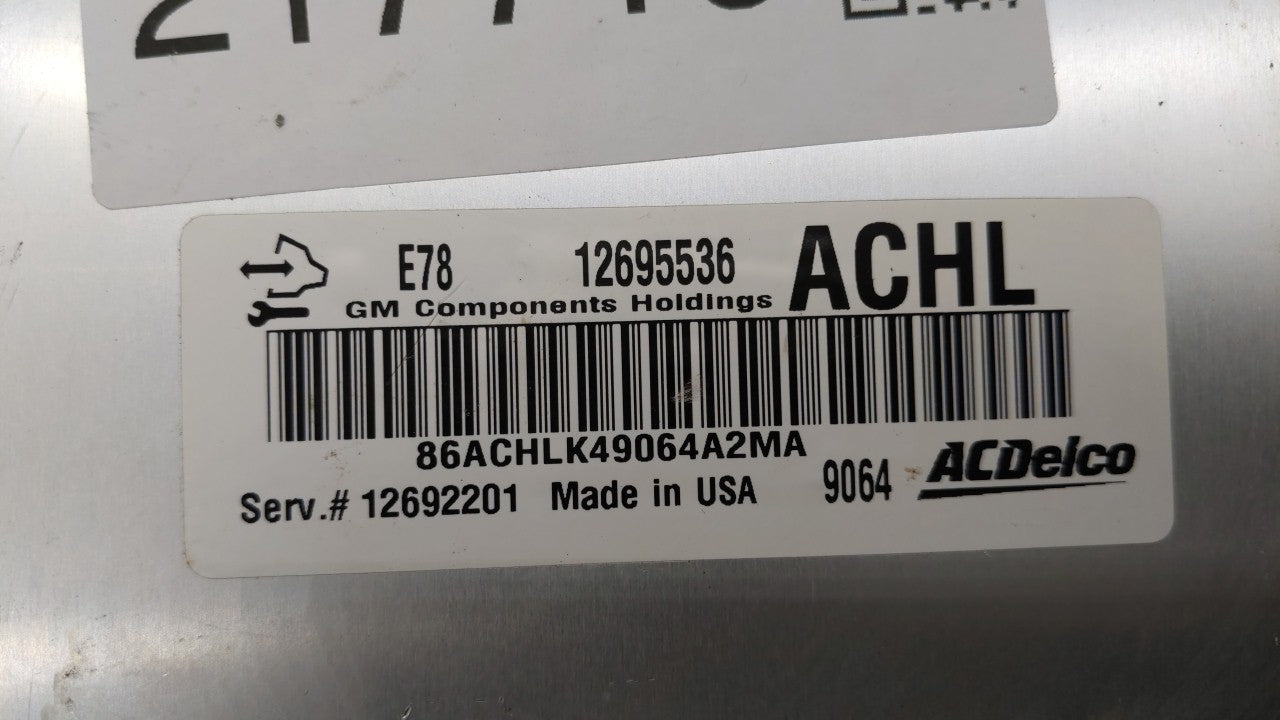 E78 12695536 ACHL
GM Components Holdings
86ACHLK49064A2MA
Serv.# 12692201 Made in USA 9064 ACDelco